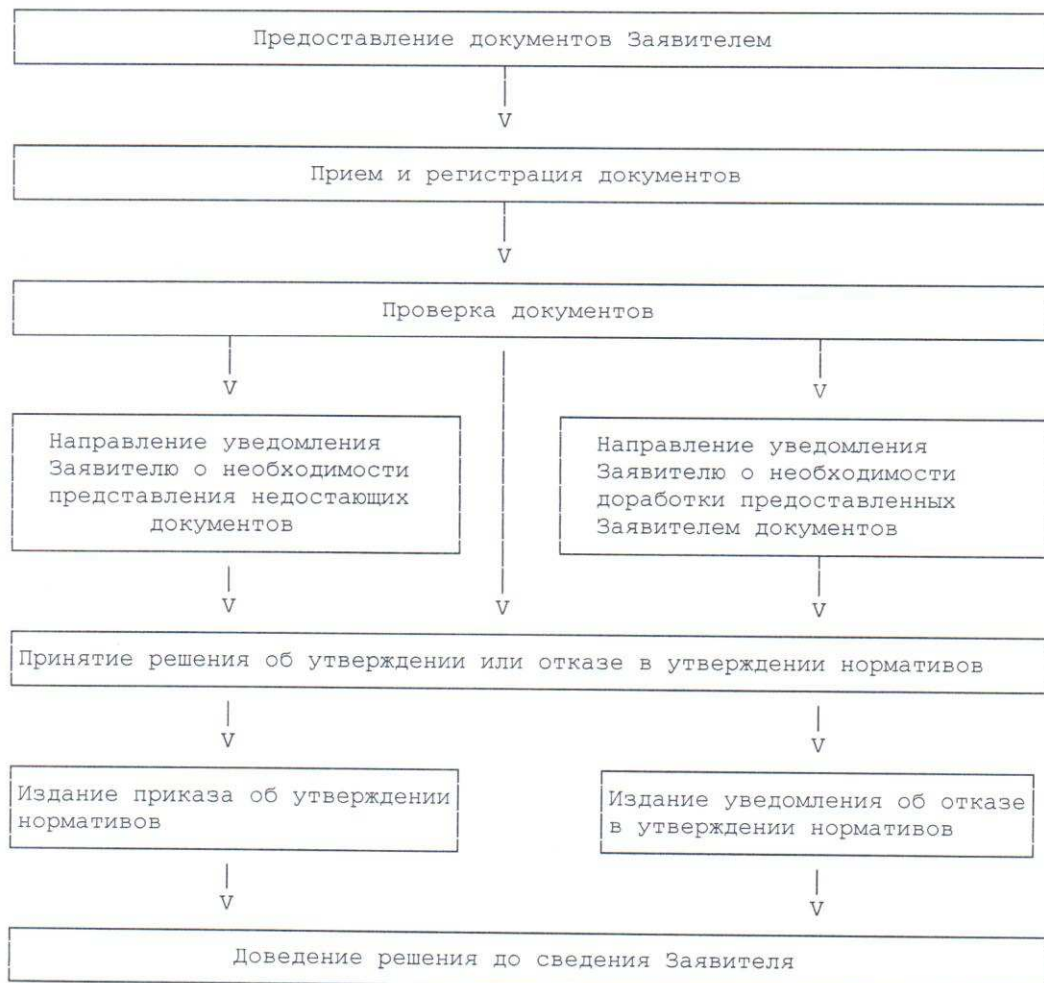 Предоставление документов Заявителем
V
Прием и регистрация документов
V
Проверка документов
V
V
Направление уведомления
Заявителю о необходимости
представления недостающих
документов
Направление уведомления
Заявителю о необходимости
доработки предоставленных
Заявителем документов
V
V
V
Принятие решения об утверждении или отказе в утверждении нормативов
V
V
Издание приказа об утверждении
нормативов
Издание уведомления об отказе
в утверждении нормативов
V
V
Доведение решения до сведения Заявителя